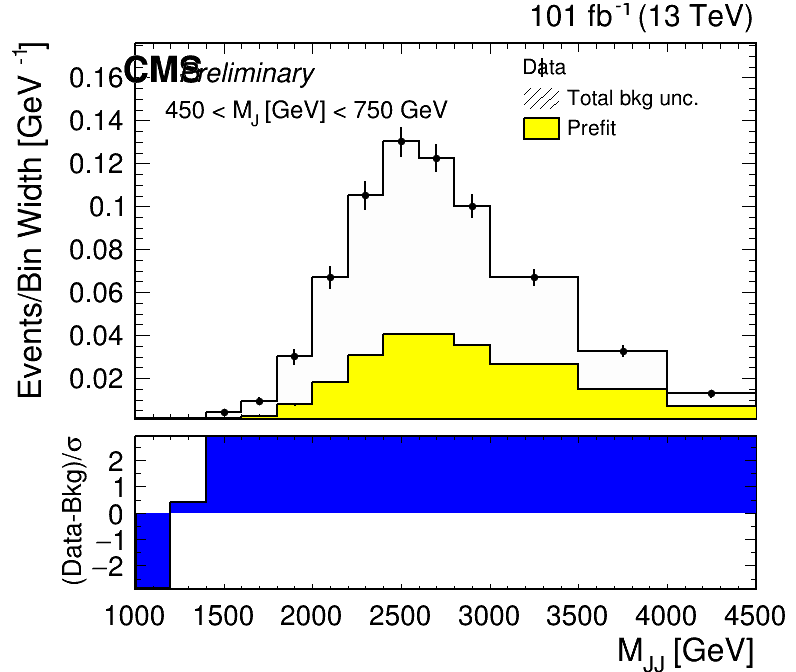 101 fb⁻¹ (13 TeV)
CMS Preliminary
450 < M_J [GeV] < 750 GeV
Data
Total bkg unc.
Prefit
Events/Bin Width [GeV⁻¹]
0.16
0.14
0.12
0.1
0.08
0.06
0.04
0.02
(Data-Bkg)/σ
2
1
0
−1
−2
1000 1500 2000 2500 3000 3500 4000 4500
M_JJ [GeV]